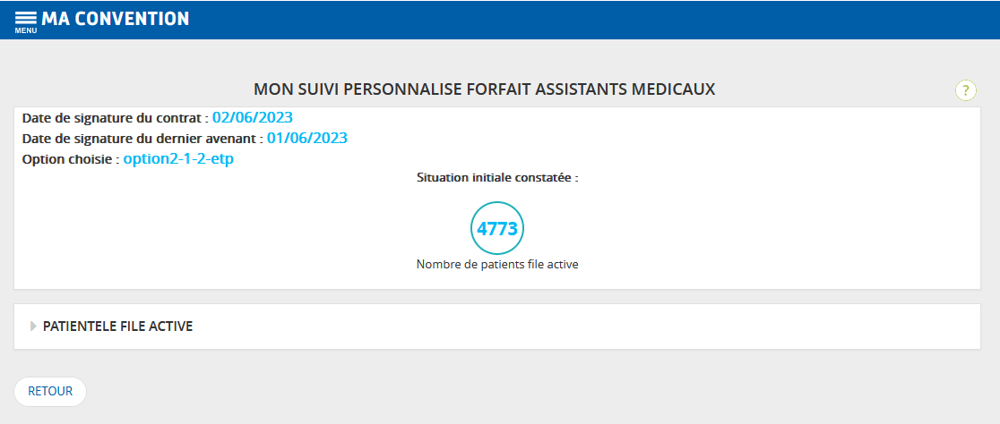 MENU
MA CONVENTION
MON SUIVI PERSONNALISE FORFAIT ASSISTANTS MEDICAUX
?
Date de signature du contrat : 02/06/2023
Date de signature du dernier avenant : 01/06/2023
Option choisie : option2-1-2-etp
Situation initiale constatée :
4773
Nombre de patients file active
PATIENTELE FILE ACTIVE
RETOUR